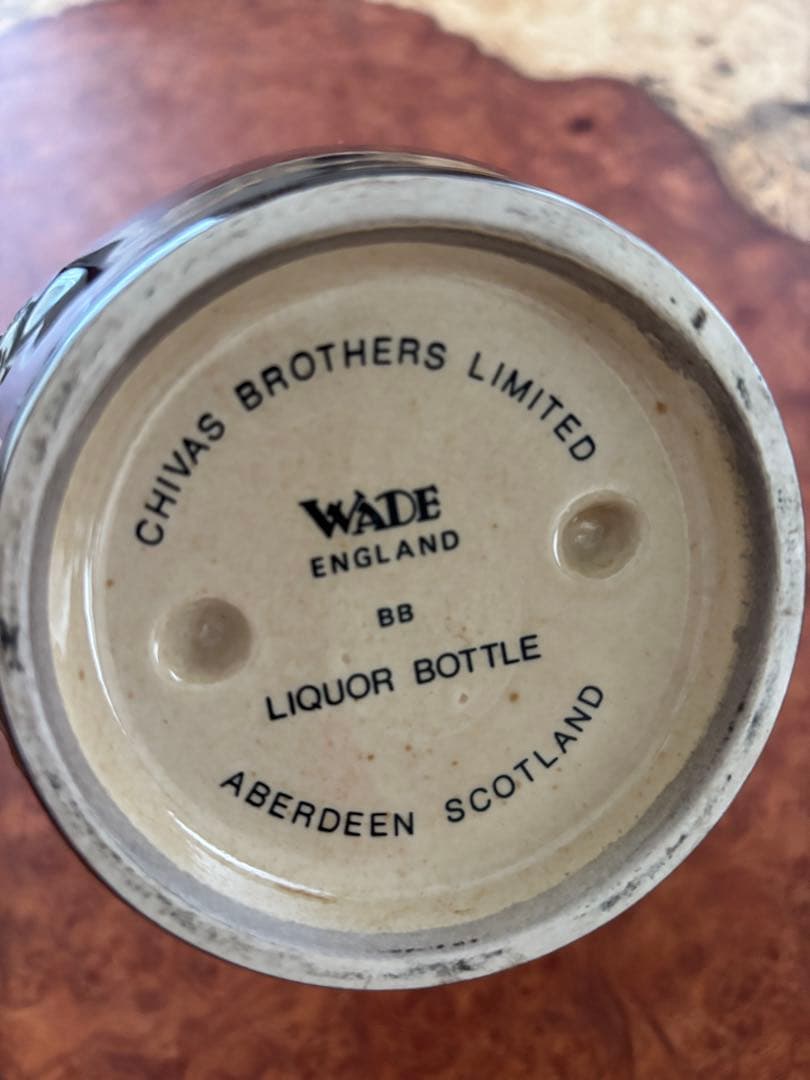 CHIVAS BROTHERS LIMITED
WADE
ENGLAND
BB
LIQUOR BOTTLE
ABERDEEN SCOTLAND